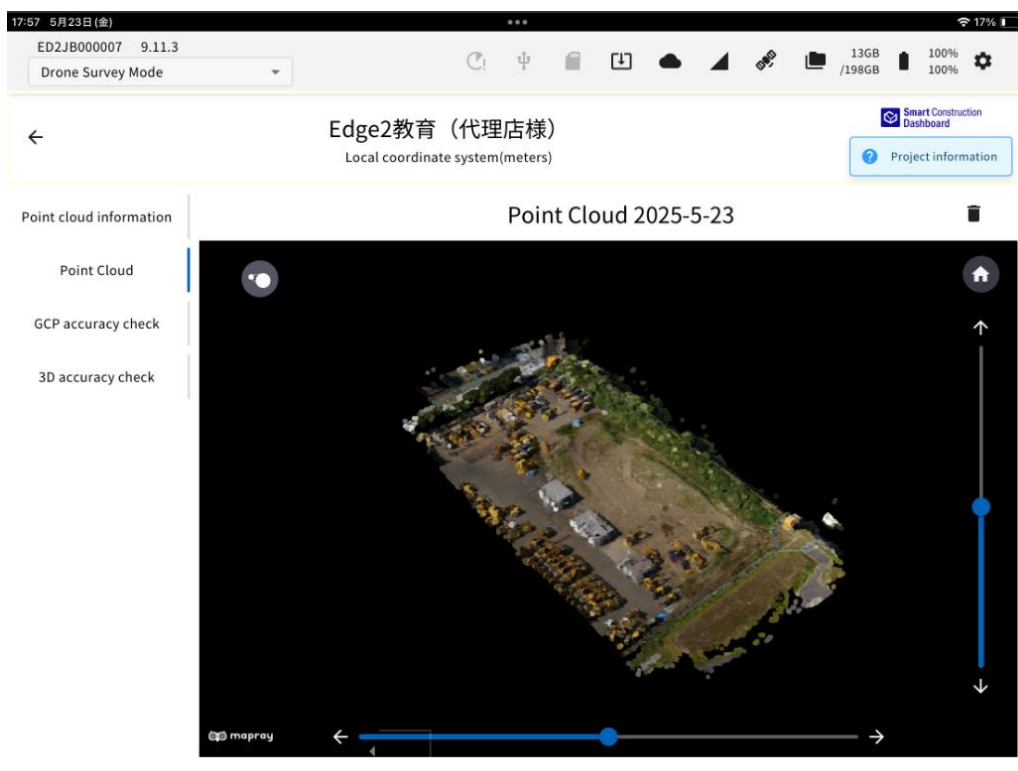 17:57 5月23日(金)
17%
ED2JB000007 9.11.3
Drone Survey Mode
13GB
/198GB
100%
100%
Edge2教育（代理店様）
Local coordinate system(meters)
Smart Construction
Dashboard
Project information
Point cloud information
Point Cloud
GCP accuracy check
3D accuracy check
Point Cloud 2025-5-23
mapray